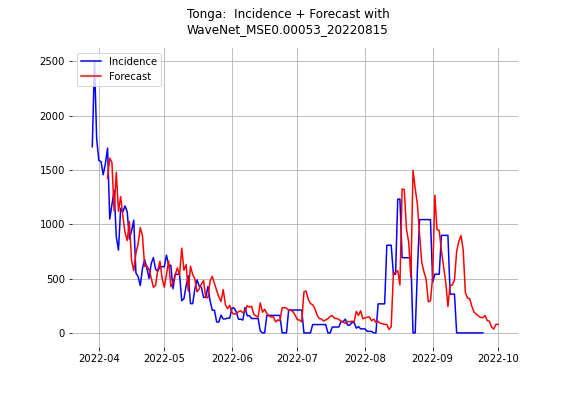 Tonga:  Incidence + Forecast with
WaveNet_MSE0.00053_20220815
Incidence
Forecast
2500
2000
1500
1000
500
0
2022-04 2022-05 2022-06 2022-07 2022-08 2022-09 2022-10